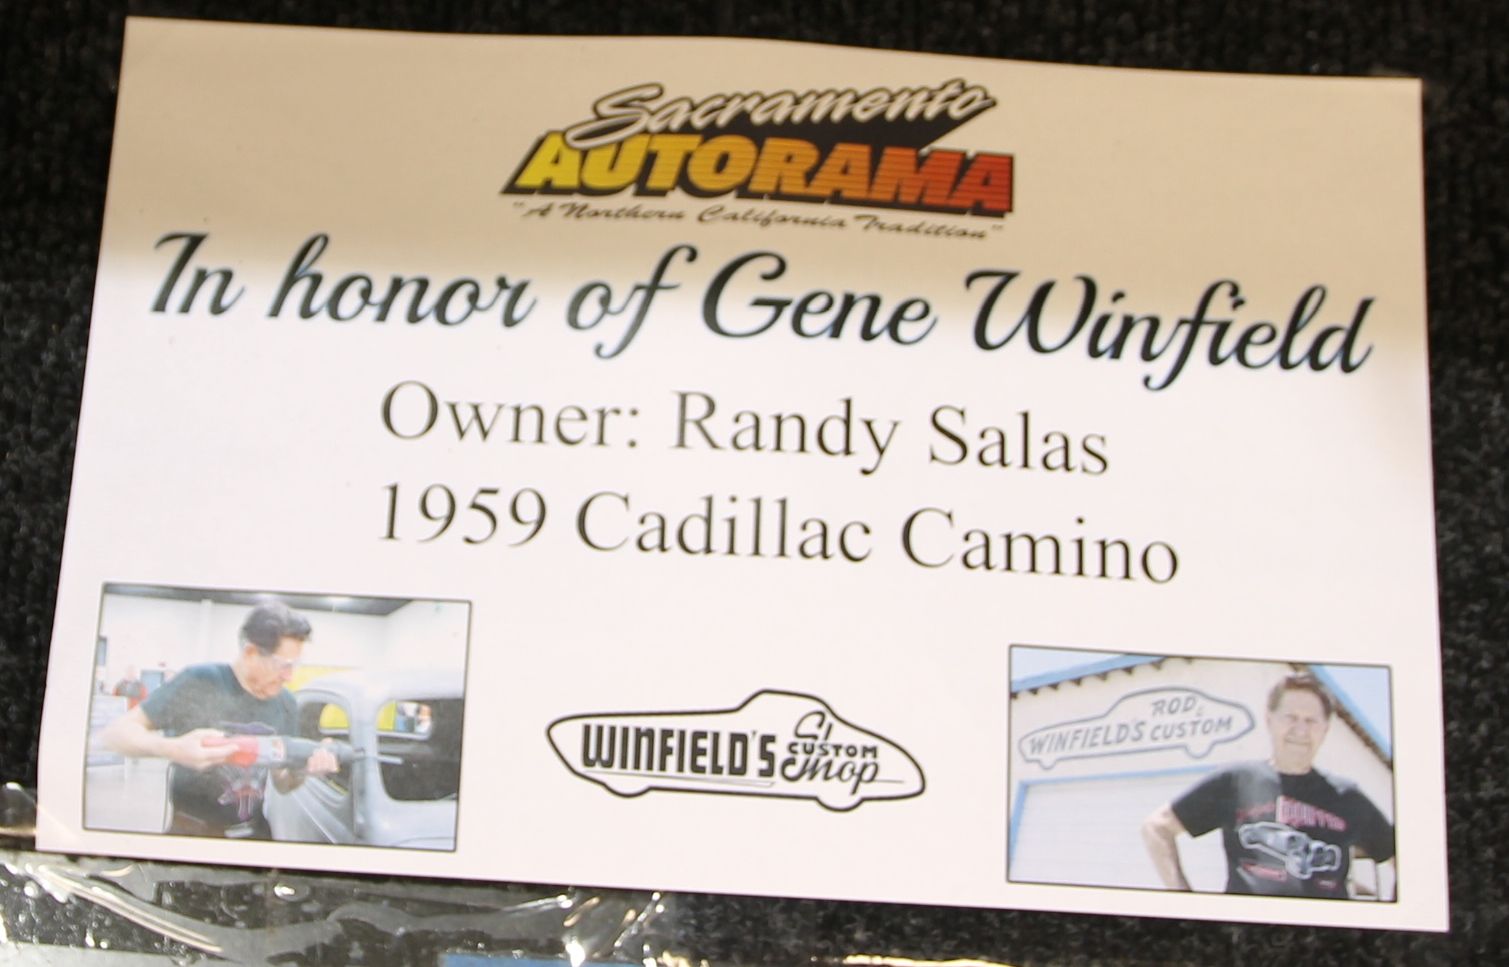 Sacramento
AUTORAMA
"A Northern California Tradition"
In honor of Gene Winfield
Owner: Randy Salas
1959 Cadillac Camino
WINFIELD'S
CUSTOM
Shop
ROD &
WINFIELD'S CUSTOM